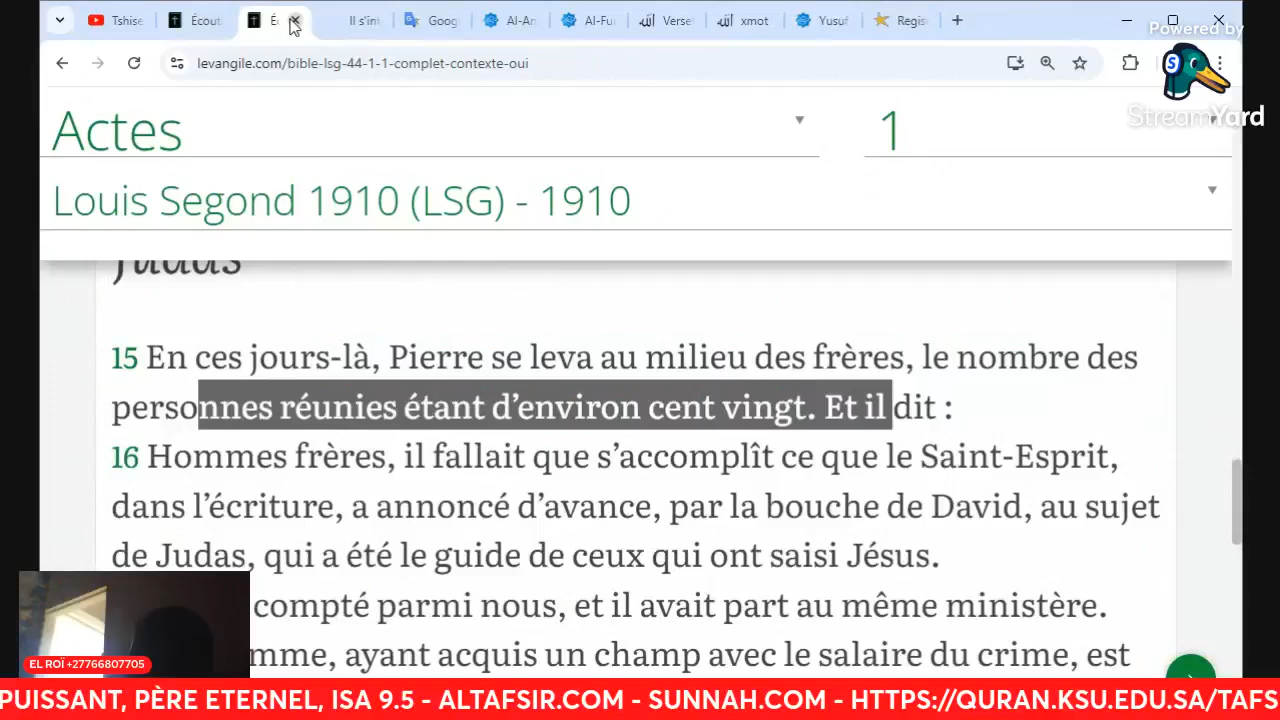 Thise
Écout
É
Il s'in
Goog
Al-An
Al-Fu
Verse
xmot
Yusuf
Regis
levangile.com/bible-lsg-44-1-1-complet-contexte-oui
Powered by
S
StreamYard
Actes
1
Louis Segond 1910 (LSG) - 1910
Judas
15 En ces jours-là, Pierre se leva au milieu des frères, le nombre des
personnes réunies étant d’environ cent vingt. Et il dit :
16 Hommes frères, il fallait que s’accomplît ce que le Saint-Esprit,
dans l’écriture, a annoncé d’avance, par la bouche de David, au sujet
de Judas, qui a été le guide de ceux qui ont saisi Jésus.
compté parmi nous, et il avait part au même ministère.
mme, ayant acquis un champ avec le salaire du crime, est
EL ROÏ +27766807705
PUISSANT, PÈRE ETERNEL, ISA 9.5 - ALTAFSIR.COM - SUNNAH.COM - HTTPS://QURAN.KSU.EDU.SA/TAFS